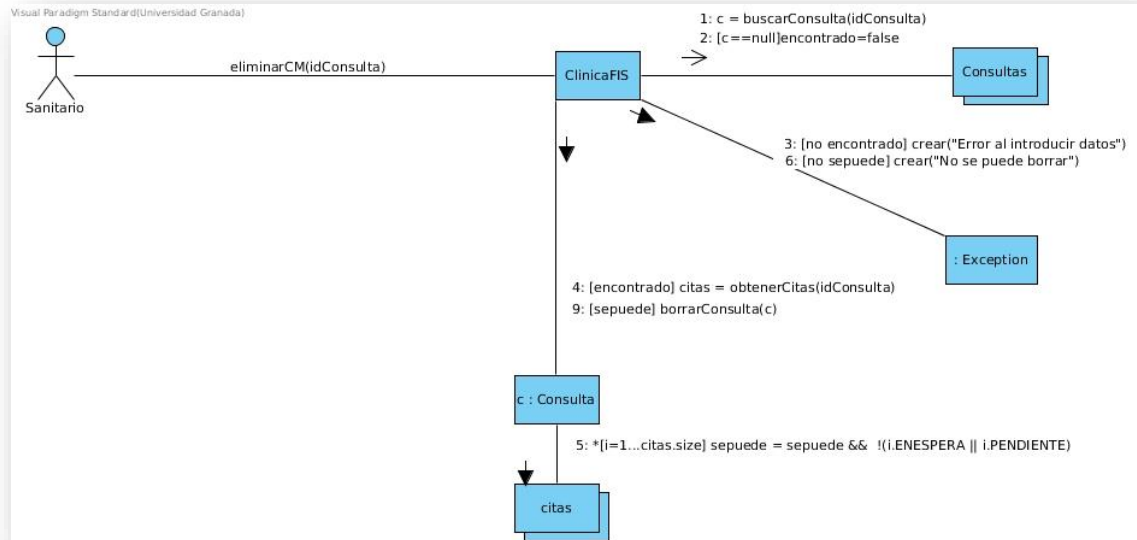 Visual Paradigm Standard(Universidad Granada)
1: c = buscarConsulta(idConsulta)
2: [c==null]encontrado=false
eliminarCM(idConsulta)
ClinicaFIS
Consultas
Sanitario
3: [no encontrado] crear("Error al introducir datos")
6: [no sepuede] crear("No se puede borrar")
: Exception
4: [encontrado] citas = obtenerCitas(idConsulta)
9: [sepuede] borrarConsulta(c)
c : Consulta
5: *[i=1...citas.size] sepuede = sepuede && !(i.ENESPERA || i.PENDIENTE)
citas